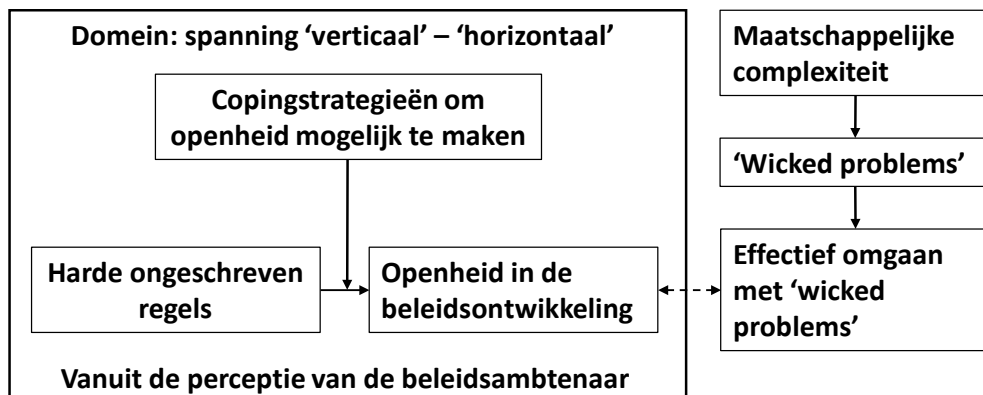 Domein: spanning ‘verticaal’ – ‘horizontaal’
Copingstrategieën om
openheid mogelijk te maken
Harde ongeschreven
regels
Openheid in de
beleidsontwikkeling
Vanuit de perceptie van de beleidsambtenaar
Maatschappelijke
complexiteit
‘Wicked problems’
Effectief omgaan
met ‘wicked
problems’